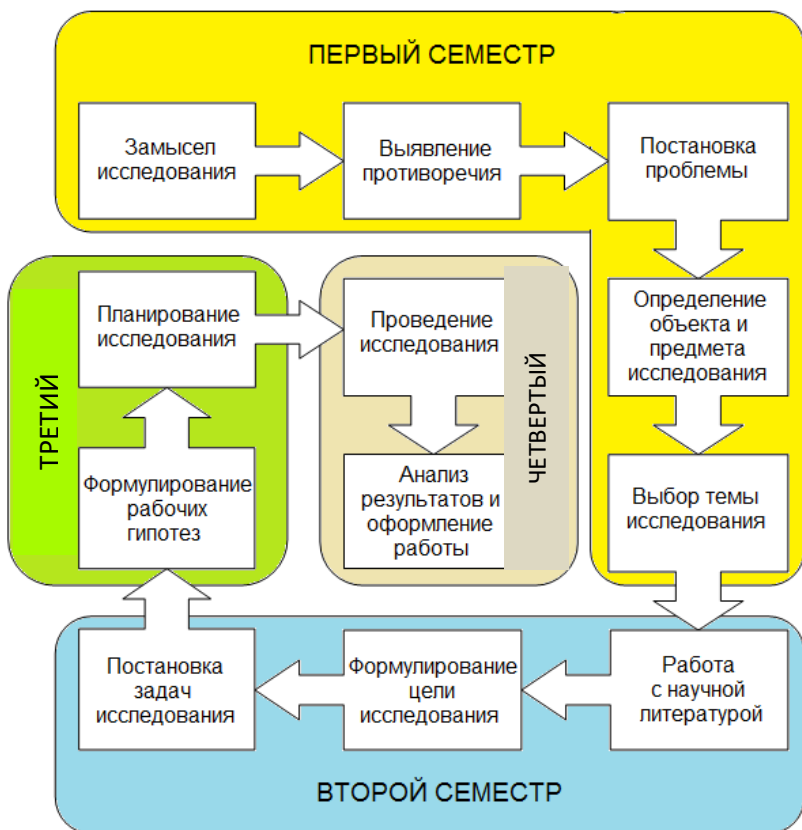 ПЕРВЫЙ СЕМЕСТР
Замысел
исследования
Выявление
противоречия
Постановка
проблемы
Определение
объекта и
предмета
исследования
Выбор темы
исследования
Работа
с научной
литературой
Формулирование
цели
исследования
Постановка
задач
исследования
ВТОРОЙ СЕМЕСТР
ТРЕТИЙ
Формулирование
рабочих
гипотез
Планирование
исследования
ЧЕТВЕРТЫЙ
Проведение
исследования
Анализ
результатов и
оформление
работы